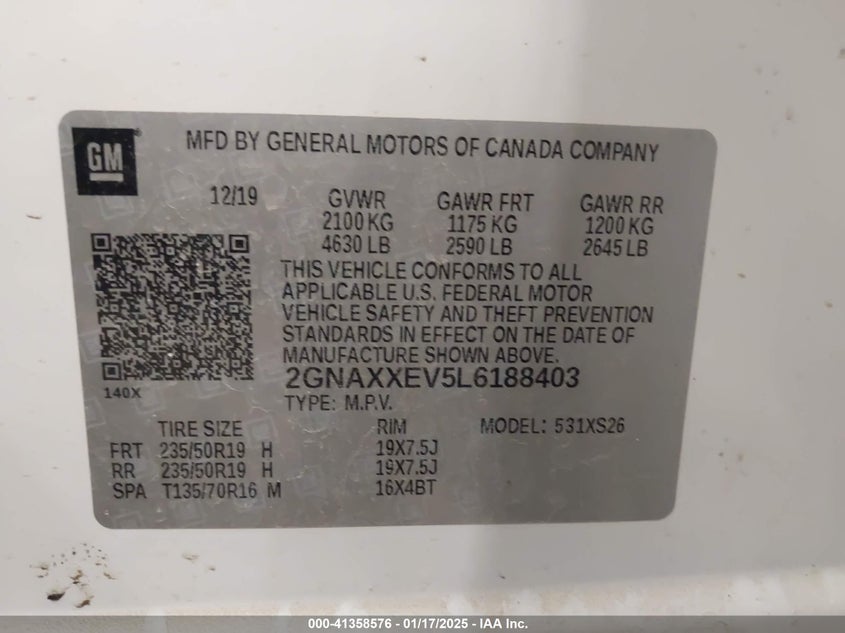 GM
MFD BY GENERAL MOTORS OF CANADA COMPANY
12/19 GVWR GAWR FRT GAWR RR
2100 KG 1175 KG 1200 KG
4630 LB 2590 LB 2645 LB
THIS VEHICLE CONFORMS TO ALL
APPLICABLE U.S. FEDERAL MOTOR
VEHICLE SAFETY AND THEFT PREVENTION
STANDARDS IN EFFECT ON THE DATE OF
MANUFACTURE SHOWN ABOVE.
2GNAXXEV5L6188403
140X
TYPE: M.P.V.
TIRE SIZE RIM MODEL: 531XS26
FRT 235/50R19 H 19X7.5J
RR 235/50R19 H 19X7.5J
SPA T135/70R16 M 16X4BT
000-41358576 - 01/17/2025 - IAA Inc.